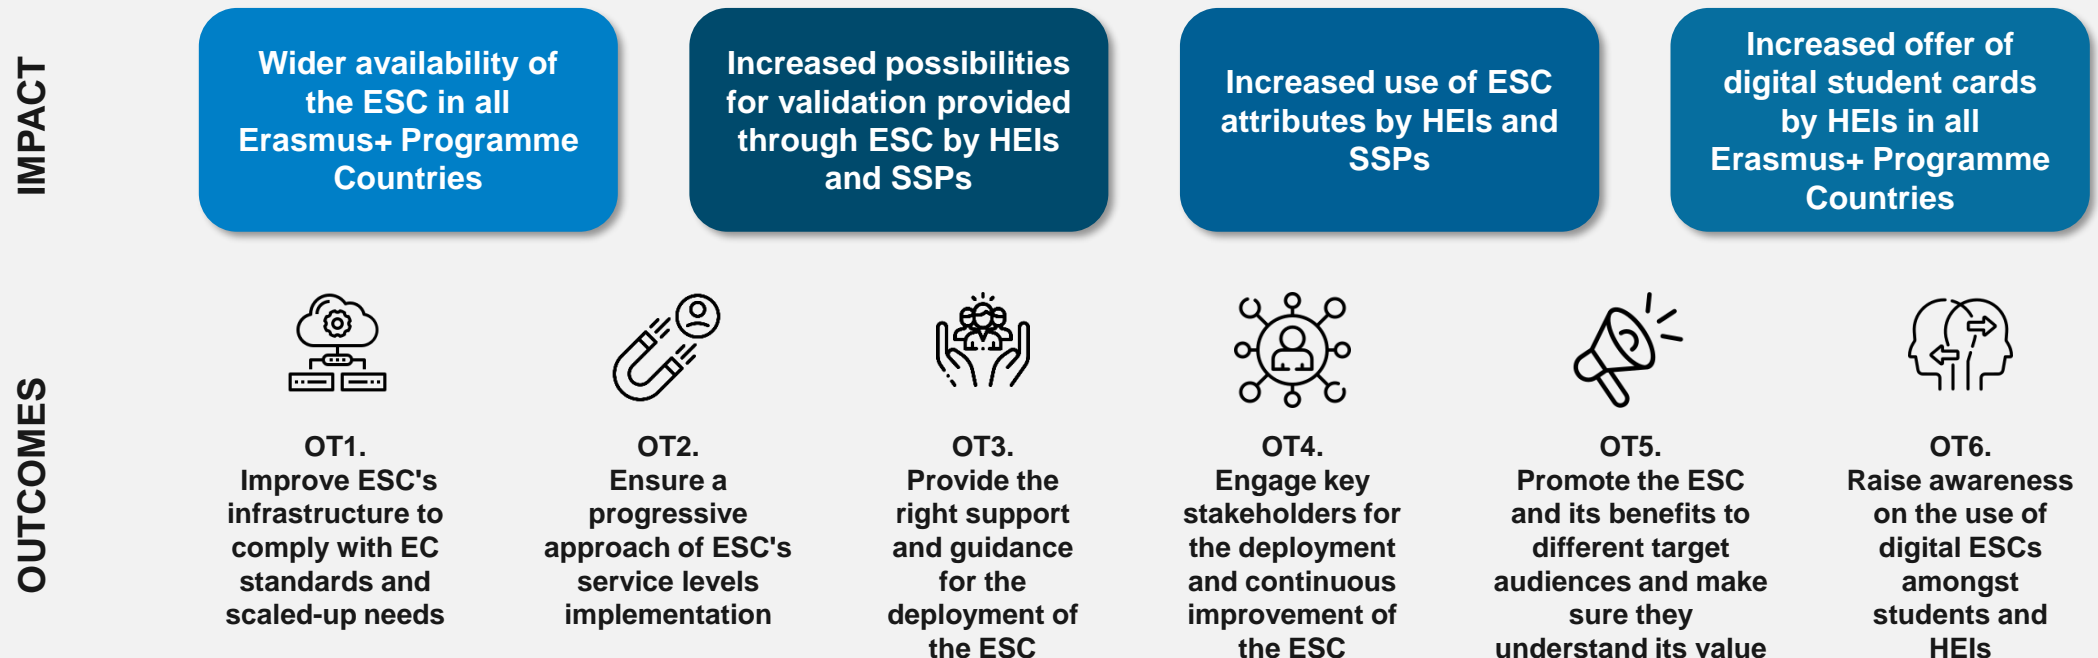 IMPACT
Wider availability of
the ESC in all
Erasmus+ Programme
Countries
Increased possibilities
for validation provided
through ESC by HEIs
and SSPs
Increased use of ESC
attributes by HEIs and
SSPs
Increased offer of
digital student cards
by HEIs in all
Erasmus+ Programme
Countries
OUTCOMES
OT1.
Improve ESC's
infrastructure to
comply with EC
standards and
scaled-up needs
OT2.
Ensure a
progressive
approach of ESC's
service levels
implementation
OT3.
Provide the
right support
and guidance
for the
deployment of
the ESC
OT4.
Engage key
stakeholders for
the deployment
and continuous
improvement of
the ESC
OT5.
Promote the ESC
and its benefits to
different target
audiences and make
sure they
understand its value
OT6.
Raise awareness
on the use of
digital ESCs
amongst
students and
HEIs